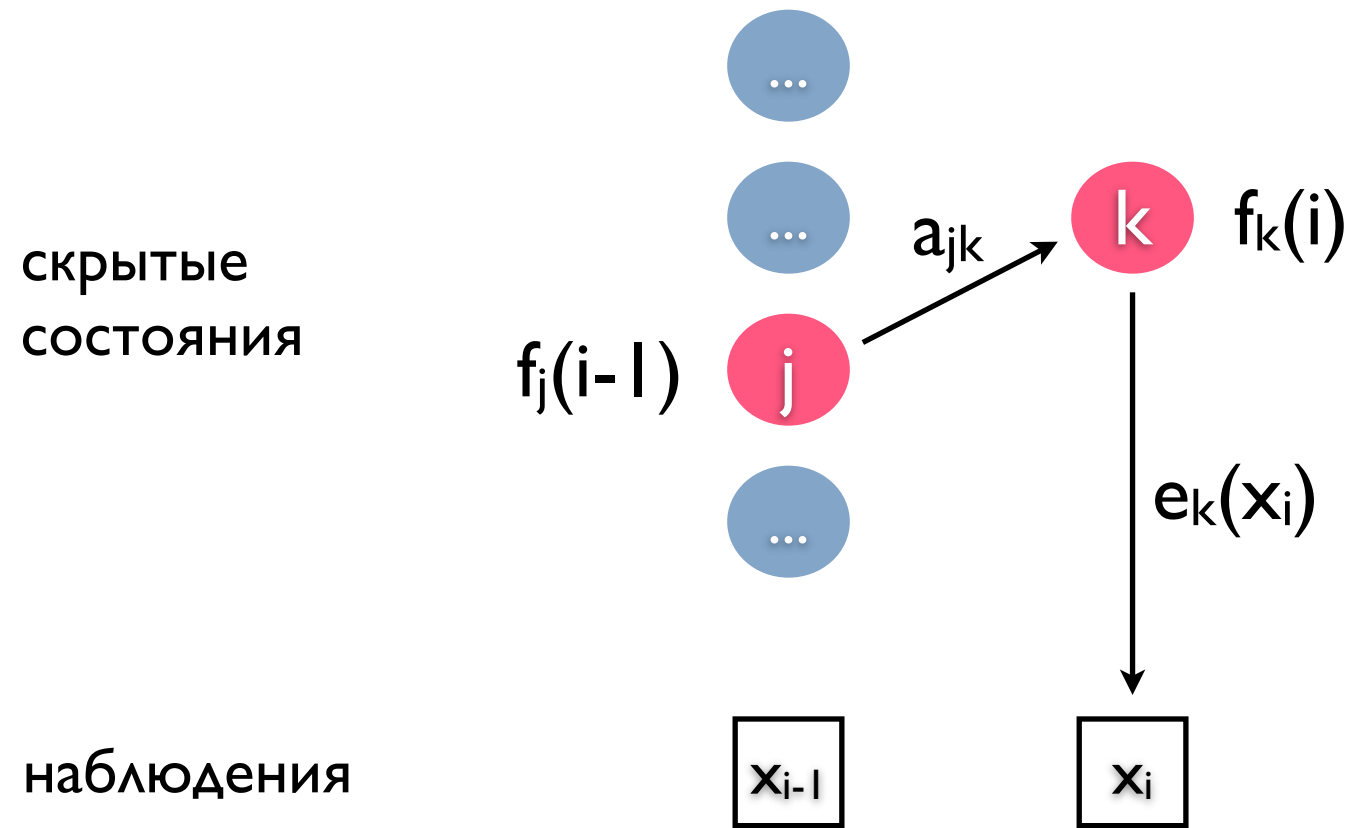 ...
...
a_jk
k
f_k(i)
скрытые
состояния
f_j(i-1)
j
...
e_k(x_i)
наблюдения
x_i-1
x_i